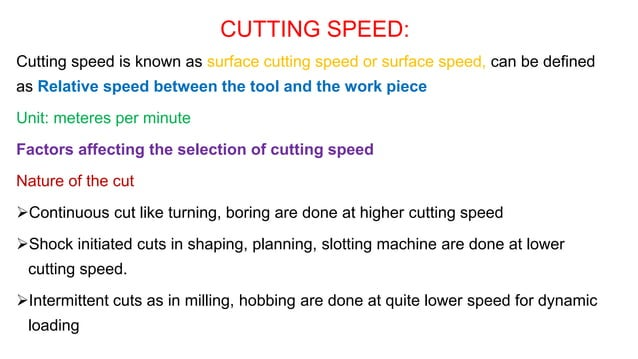 CUTTING SPEED:
Cutting speed is known as surface cutting speed or surface speed, can be defined
as Relative speed between the tool and the work piece
Unit: meteres per minute
Factors affecting the selection of cutting speed
Nature of the cut
➢Continuous cut like turning, boring are done at higher cutting speed
➢Shock initiated cuts in shaping, planning, slotting machine are done at lower
cutting speed.
➢Intermittent cuts as in milling, hobbing are done at quite lower speed for dynamic
loading